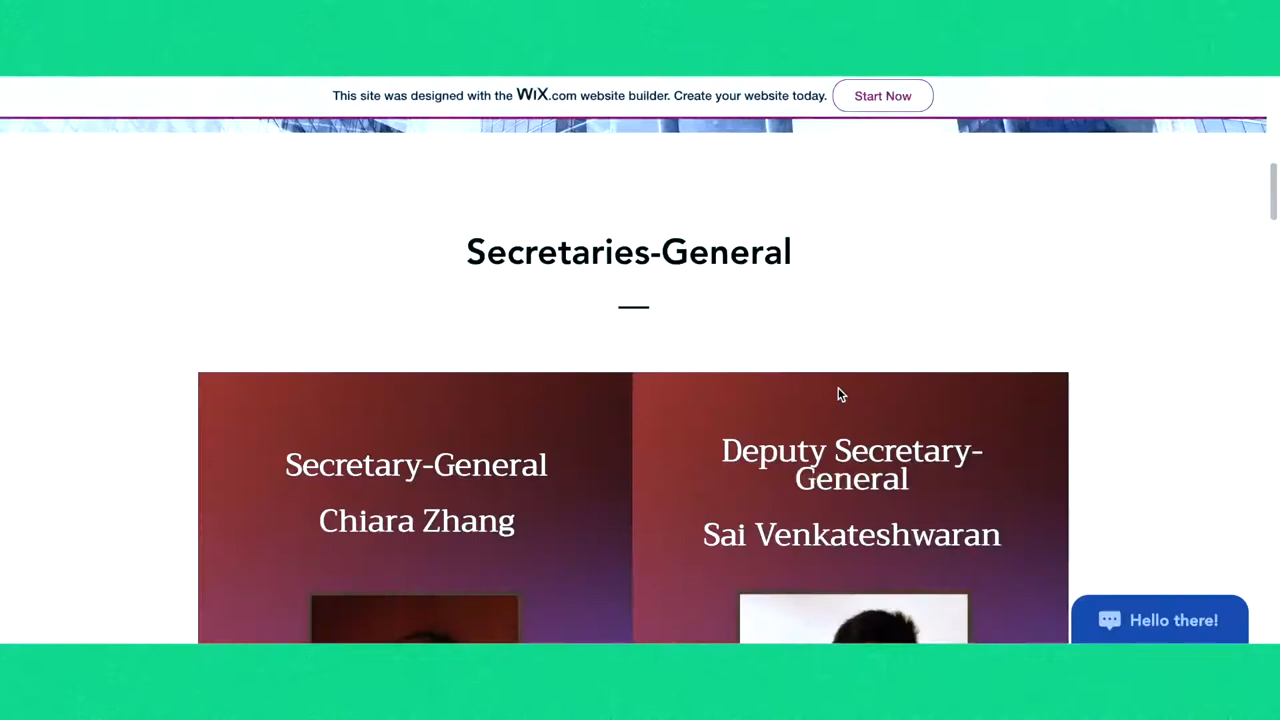 This site was designed with the WiX.com website builder. Create your website today. Start Now
Secretaries-General
Secretary-General
Chiara Zhang
Deputy Secretary-
General
Sai Venkateshwaran
Hello there!